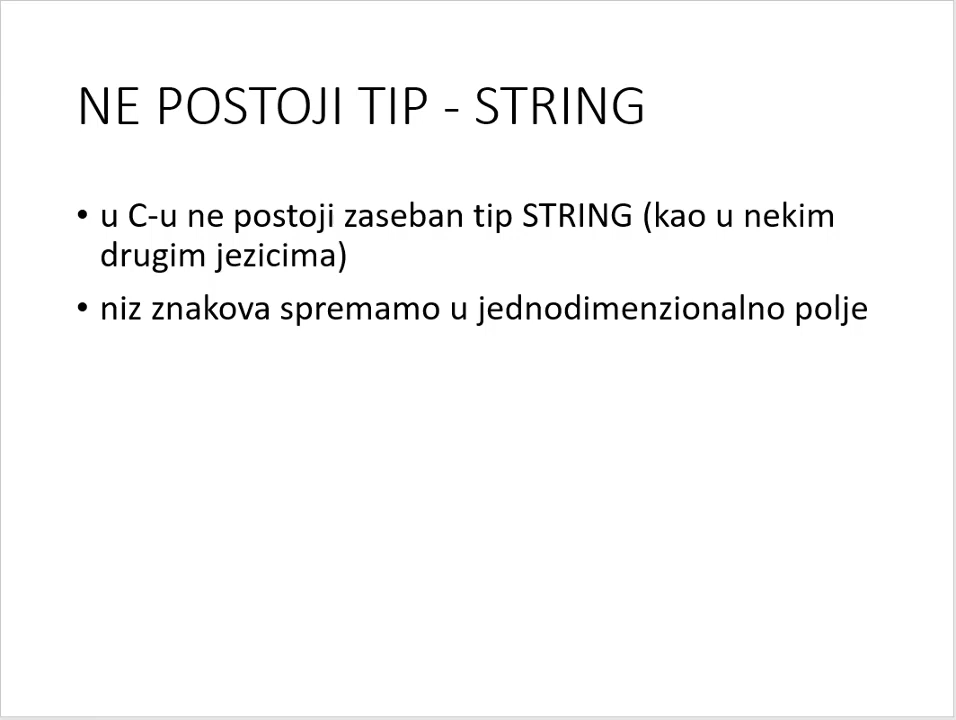 NE POSTOJI TIP - STRING
• u C-u ne postoji zaseban tip STRING (kao u nekim
drugim jezicima)
• niz znakova spremamo u jednodimenzionalno polje